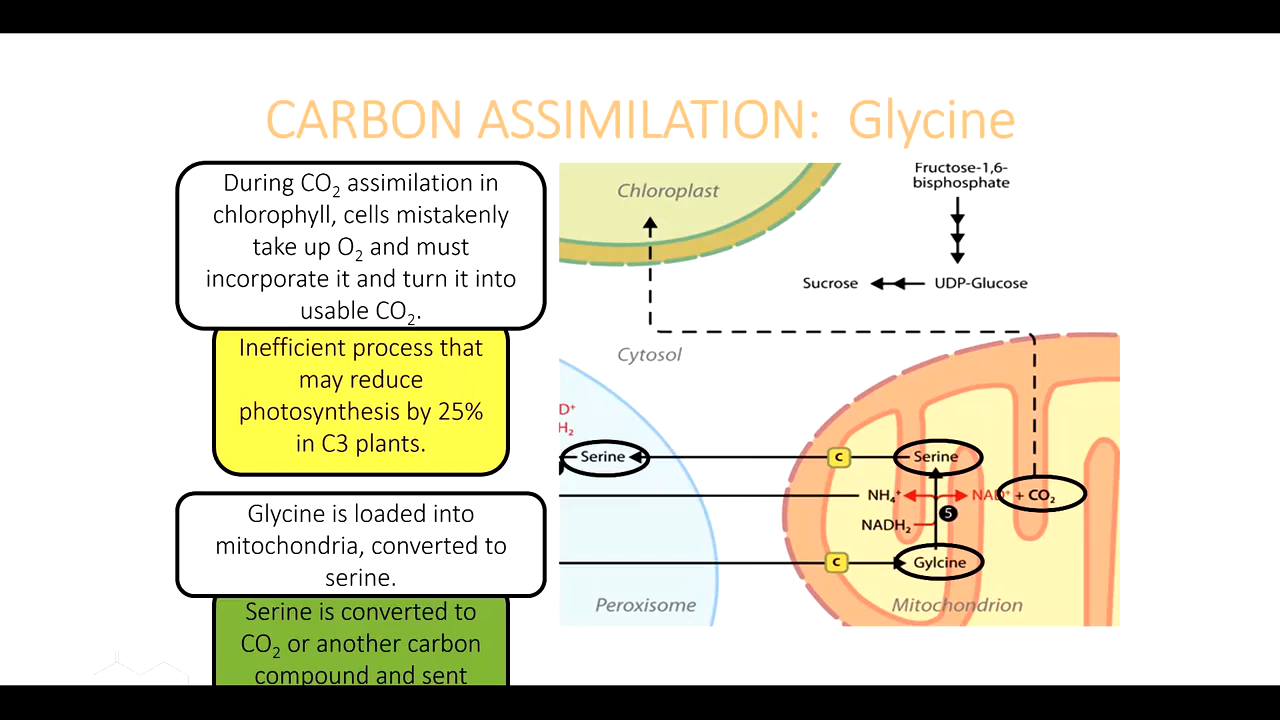 CARBON ASSIMILATION: Glycine
During CO₂ assimilation in
chlorophyll, cells mistakenly
take up O₂ and must
incorporate it and turn it into
usable CO₂.
Inefficient process that
may reduce
photosynthesis by 25%
in C3 plants.
Glycine is loaded into
mitochondria, converted to
serine.
Serine is converted to
CO₂ or another carbon
compound and sent
Chloroplast
Fructose-1,6-
bisphosphate
Sucrose
UDP-Glucose
Cytosol
D⁺
H₂
Serine
C
Serine
NH₄⁺
NAD⁺ + CO₂
5
NADH₂
C
Gylcine
Peroxisome
Mitochondrion